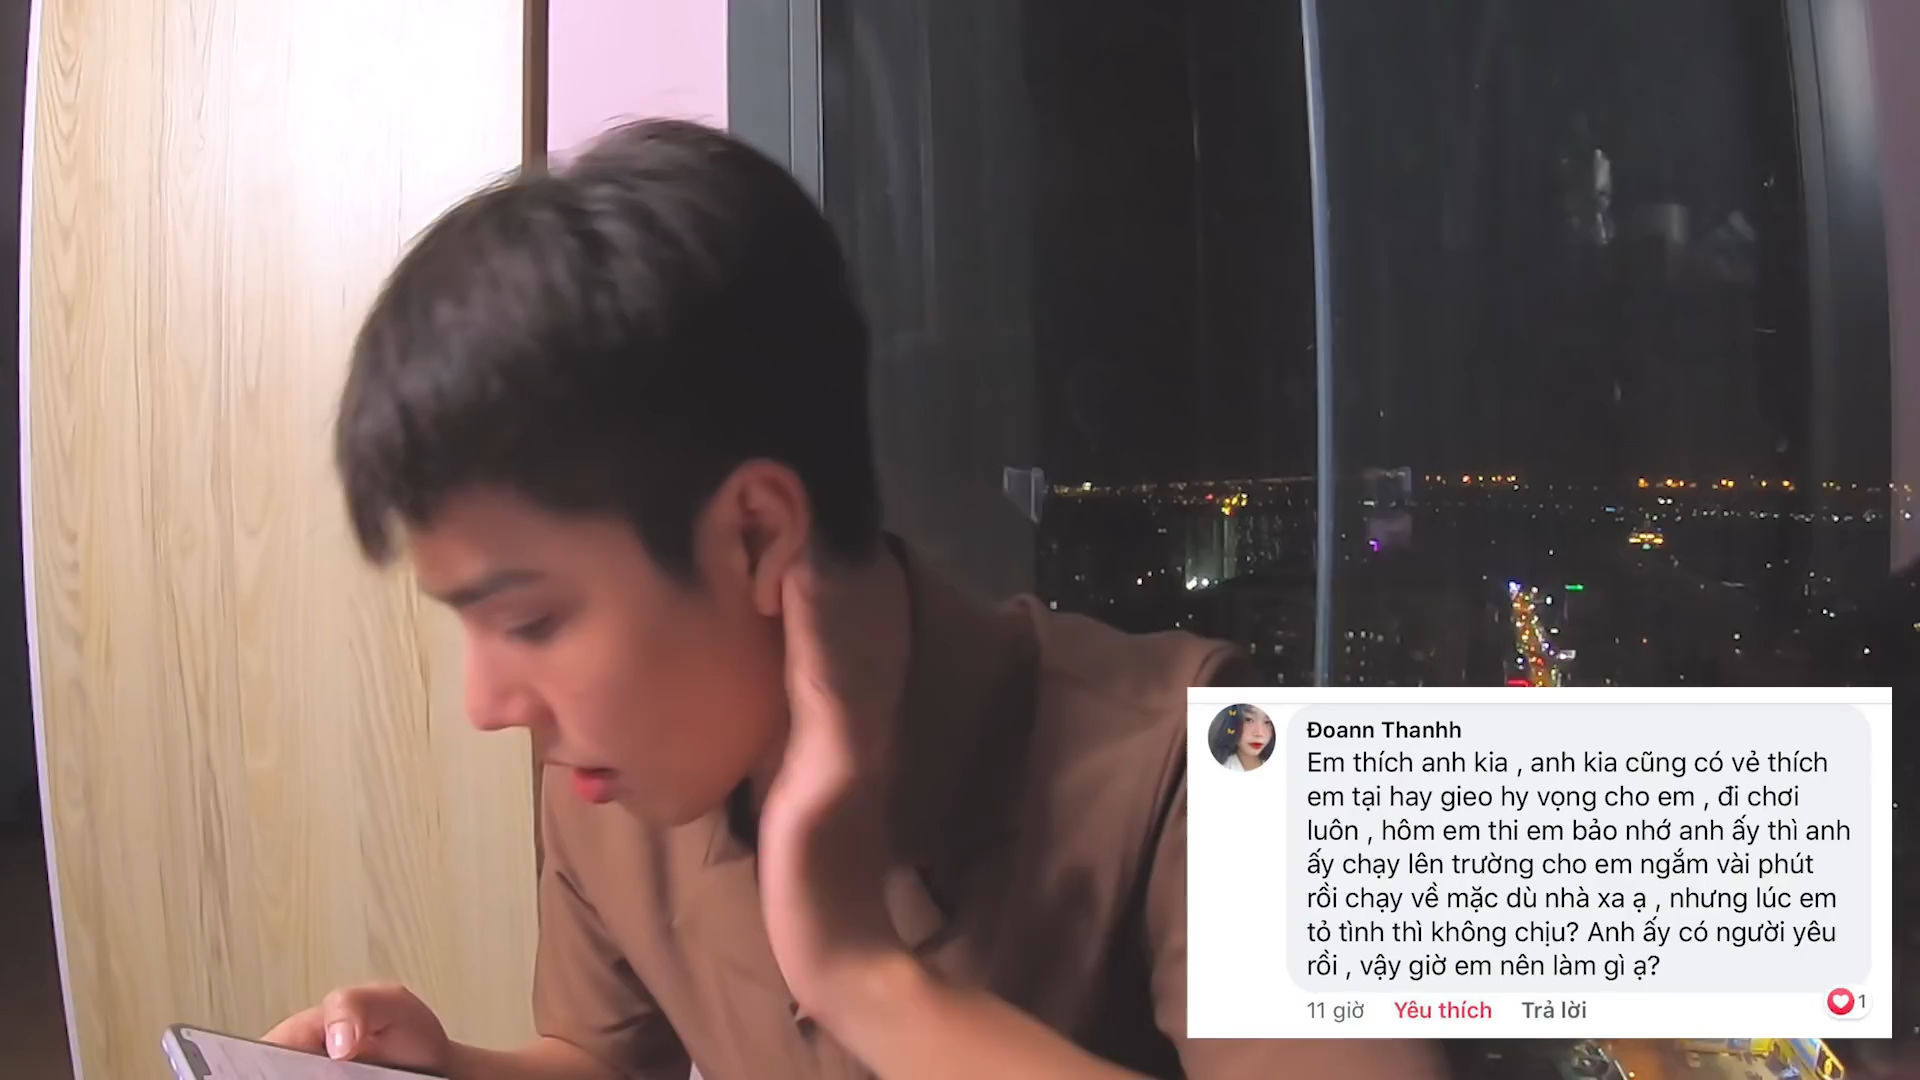 Đoann Thanhh
Em thích anh kia , anh kia cũng có vẻ thích
em tại hay gieo hy vọng cho em , đi chơi
luôn , hôm em thi em bảo nhớ anh ấy thì anh
ấy chạy lên trường cho em ngắm vài phút
rồi chạy về mặc dù nhà xa ạ , nhưng lúc em
tỏ tình thì không chịu? Anh ấy có người yêu
rồi , vậy giờ em nên làm gì ạ?
11 giờ Yêu thích Trả lời 1